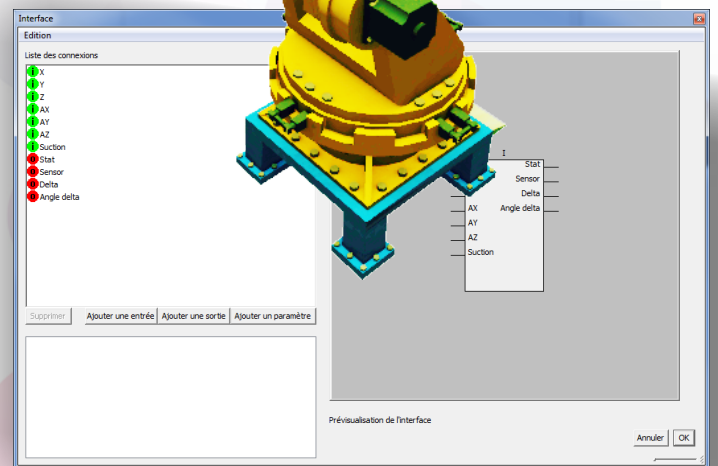 Interface
Edition
Liste des connexions
X
Y
Z
AX
AY
AZ
Suction
Stat
Sensor
Delta
Angle delta
Supprimer
Ajouter une entrée
Ajouter une sortie
Ajouter un paramètre
I
Stat
Sensor
Delta
AX Angle delta
AY
AZ
Suction
Prévisualisation de l'interface
Annuler
OK